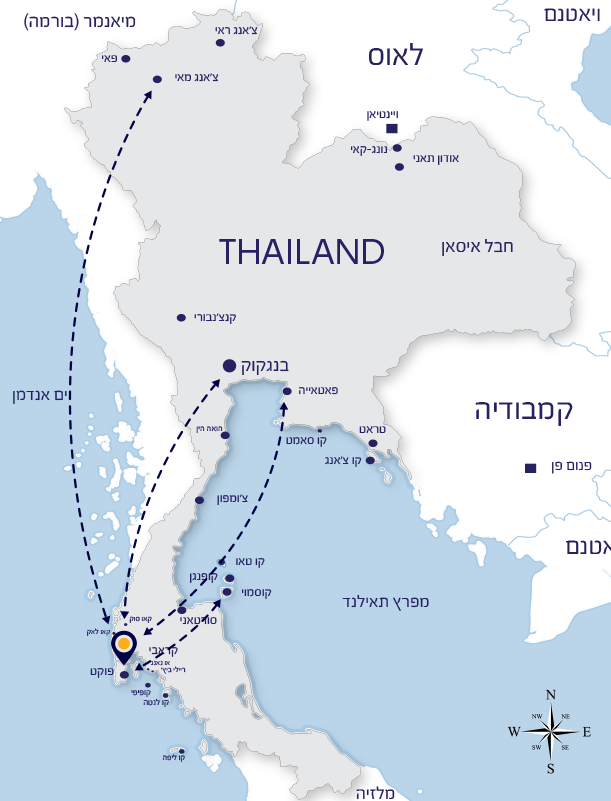 ויאטנם
מיאנמר (בורמה)
צ'אנג ראי
לאוס
פאי
צ'אנג מאי
ויינטיאן
נונג-קאי
אודון תאני
THAILAND
חבל איסאן
קנצ'נבורי
בנגקוק
פאטאייה
ים אנדמן
קמבודיה
הואה הין
טראט
קו סאמט
קו צ'אנג
פנום פן
צ'ומפון
אטנם
קו טאו
קופנגן
קוסמוי
מפרץ תאילנד
קאו סוק
סורטאני
קאו לאק
קראבי
או נאנג
ריילי ביץ'
פוקט
קופיפי
קו לנטה
N
NW
NE
W
E
SW
SE
S
קו ליפה
מלזיה